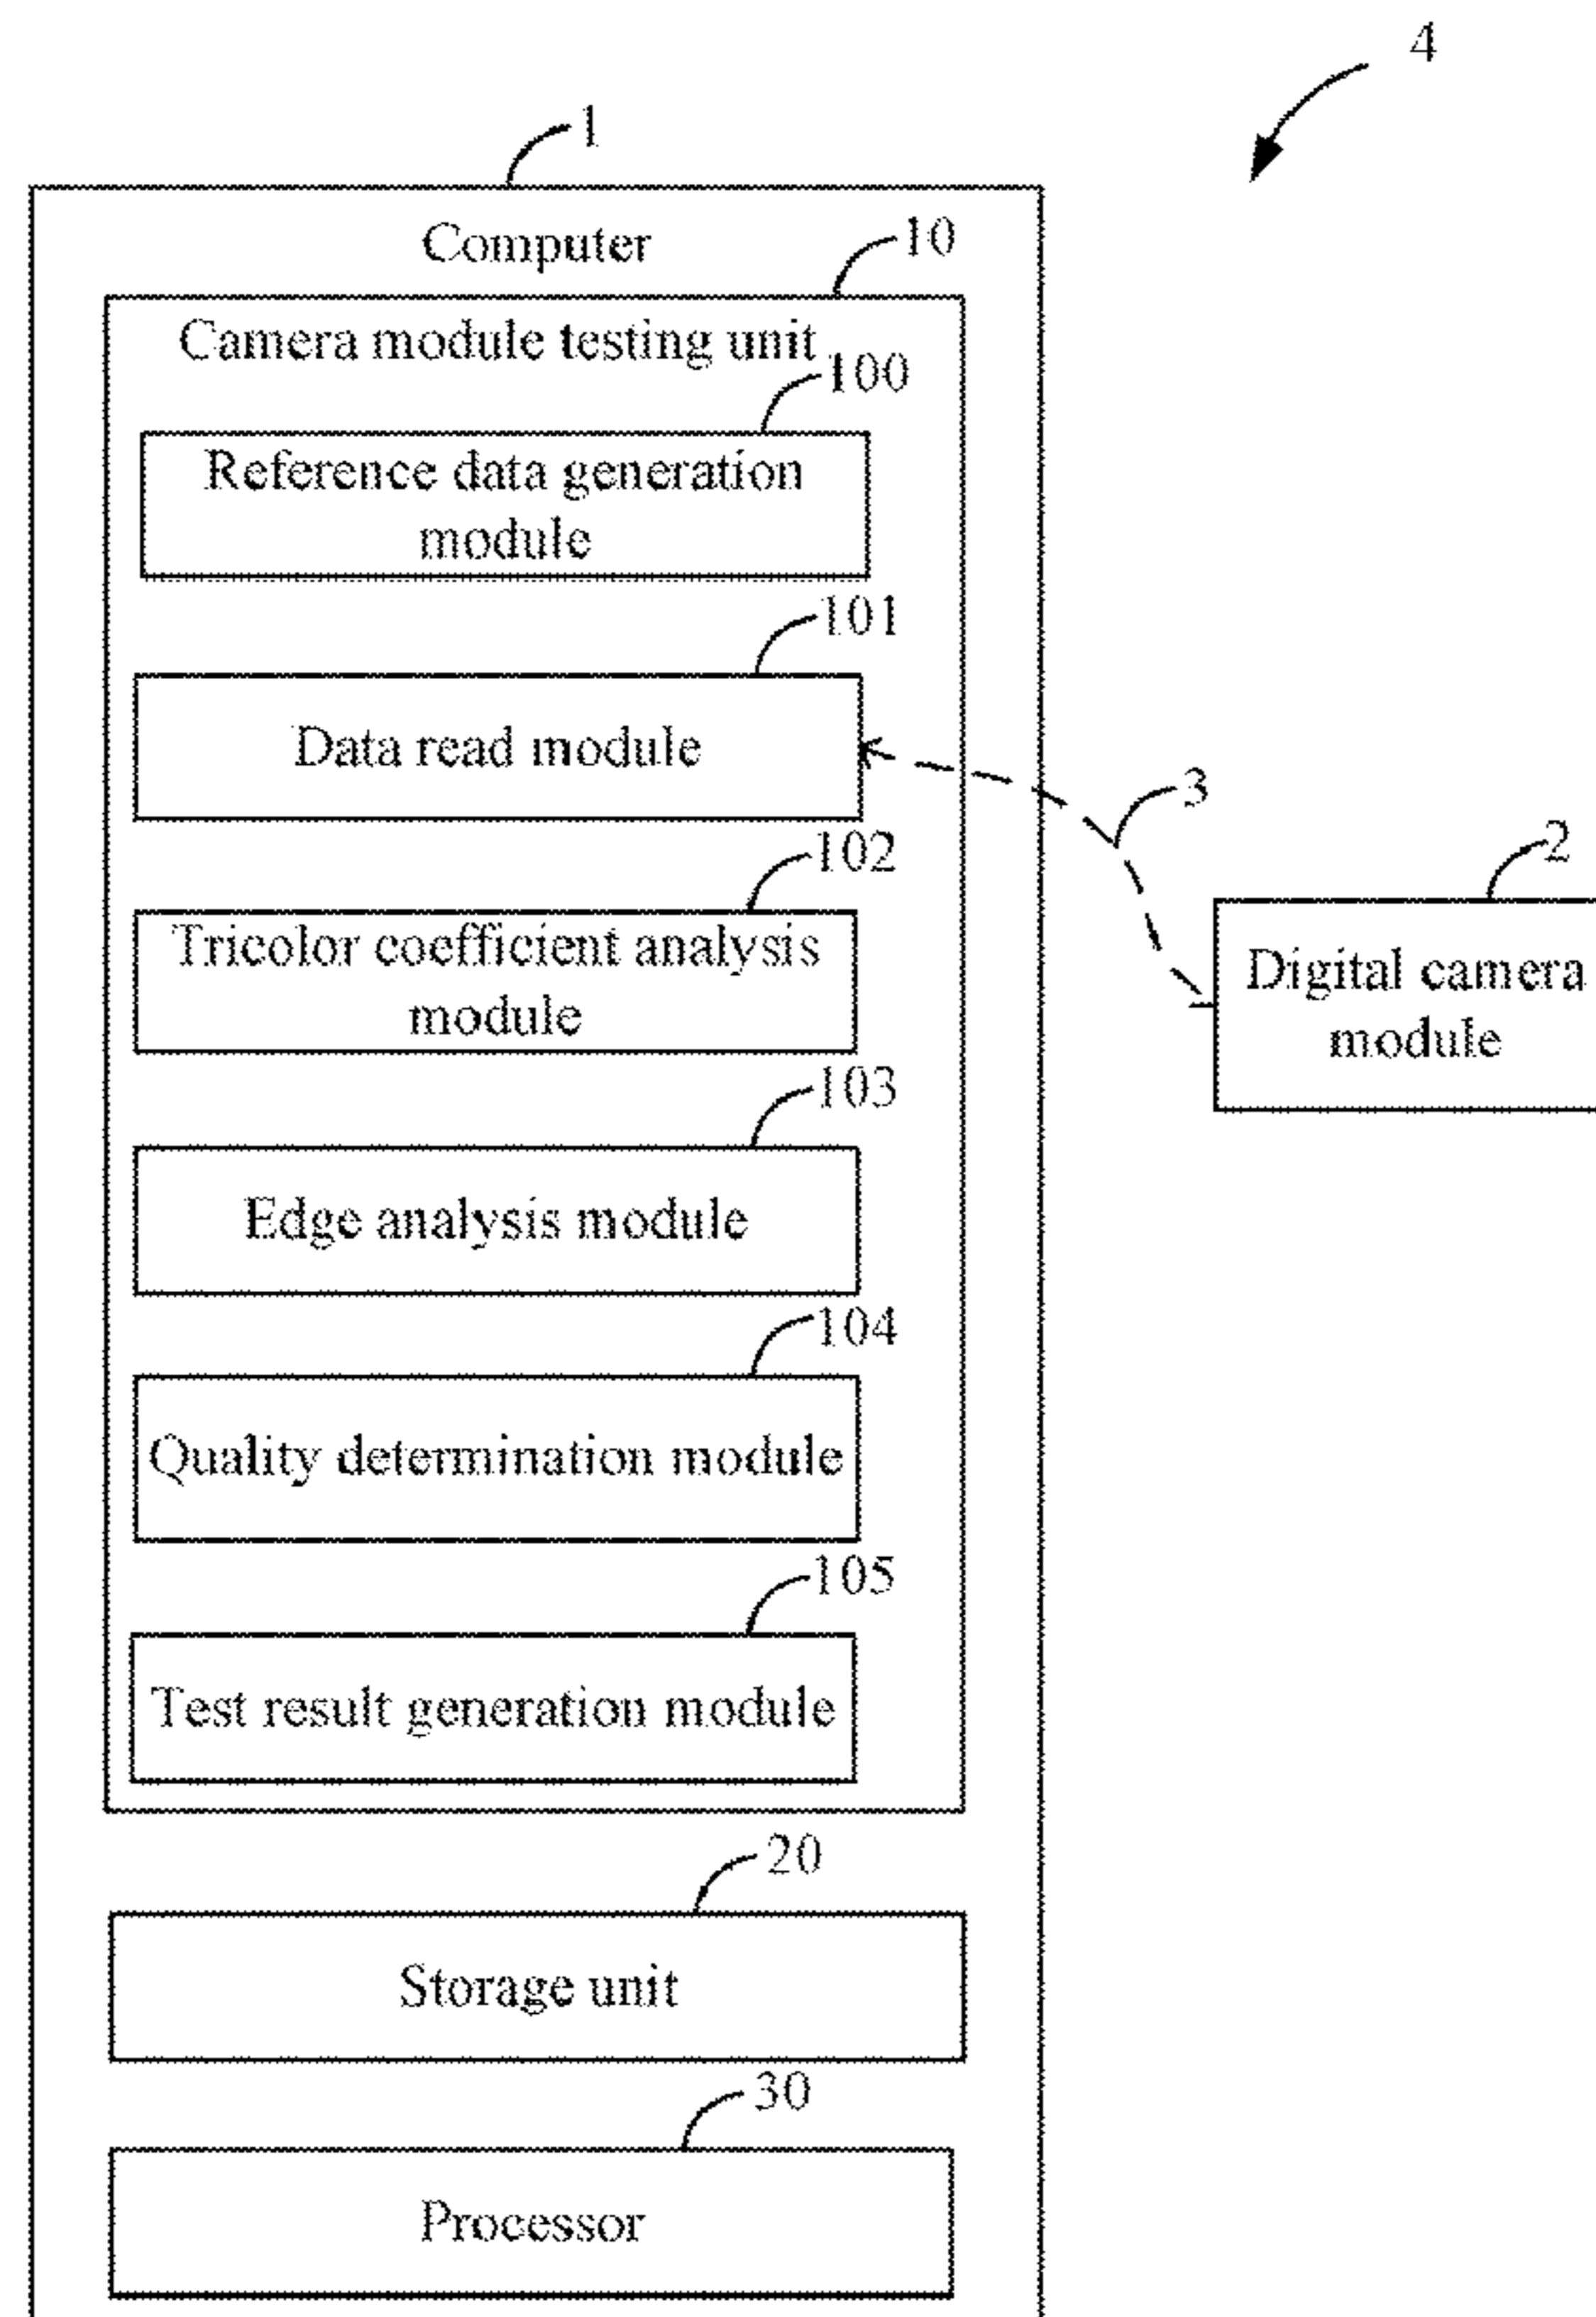 4
1
Computer
10
Camera module testing unit
100
Reference data generation
module
101
Data read module
3
102
2
Tricolor coefficient analysis
module
Digital camera
module
103
Edge analysis module
104
Quality determination module
105
Test result generation module
20
Storage unit
30
Processor